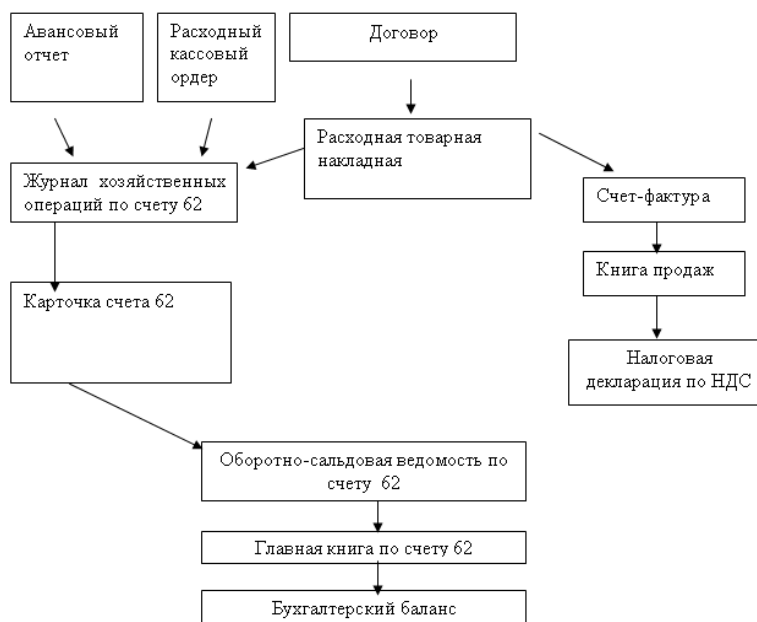 Авансовый
отчет
Расходный
кассовый
ордер
Договор
Расходная товарная
накладная
Журнал хозяйственных
операций по счету 62
Счет-фактура
Книга продаж
Карточка счета 62
Налоговая
декларация по НДС
Оборотно-сальдовая ведомость по
счету 62
Главная книга по счету 62
Бухгалтерский баланс